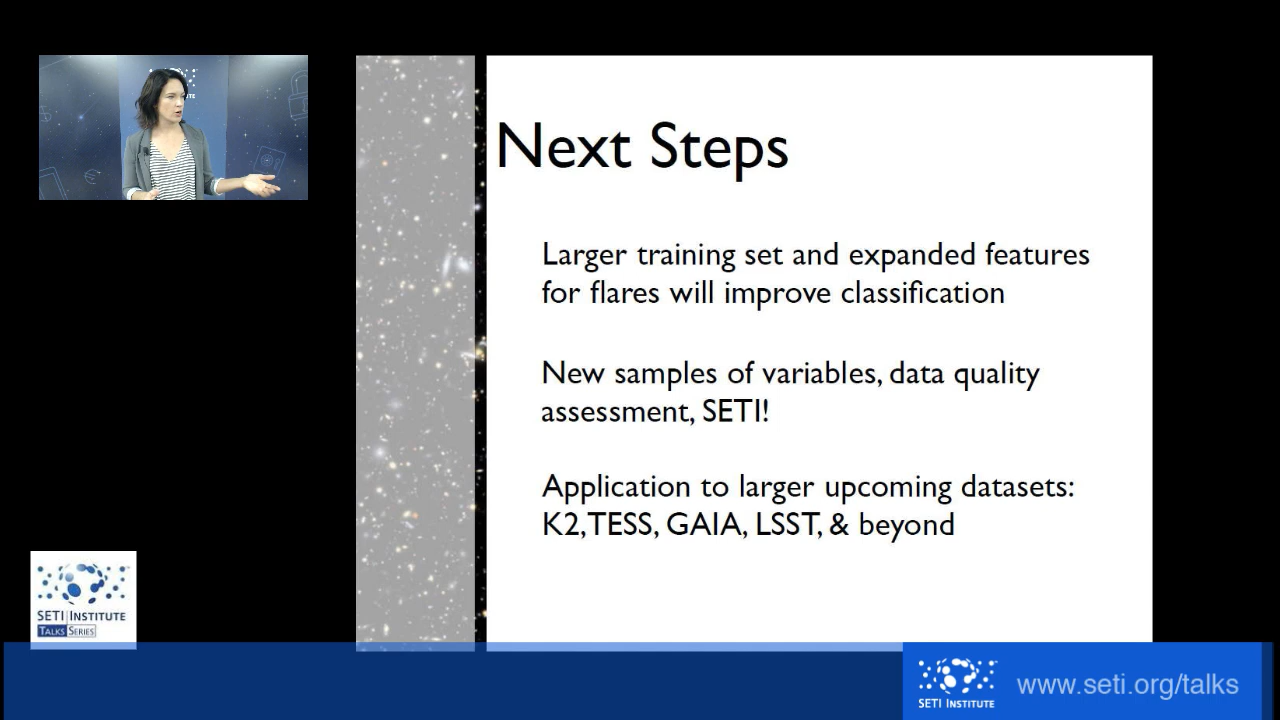 Next Steps
Larger training set and expanded features
for flares will improve classification
New samples of variables, data quality
assessment, SETI!
Application to larger upcoming datasets:
K2, TESS, GAIA, LSST, & beyond
SETI INSTITUTE
TALKS SERIES
SETI INSTITUTE
www.seti.org/talks